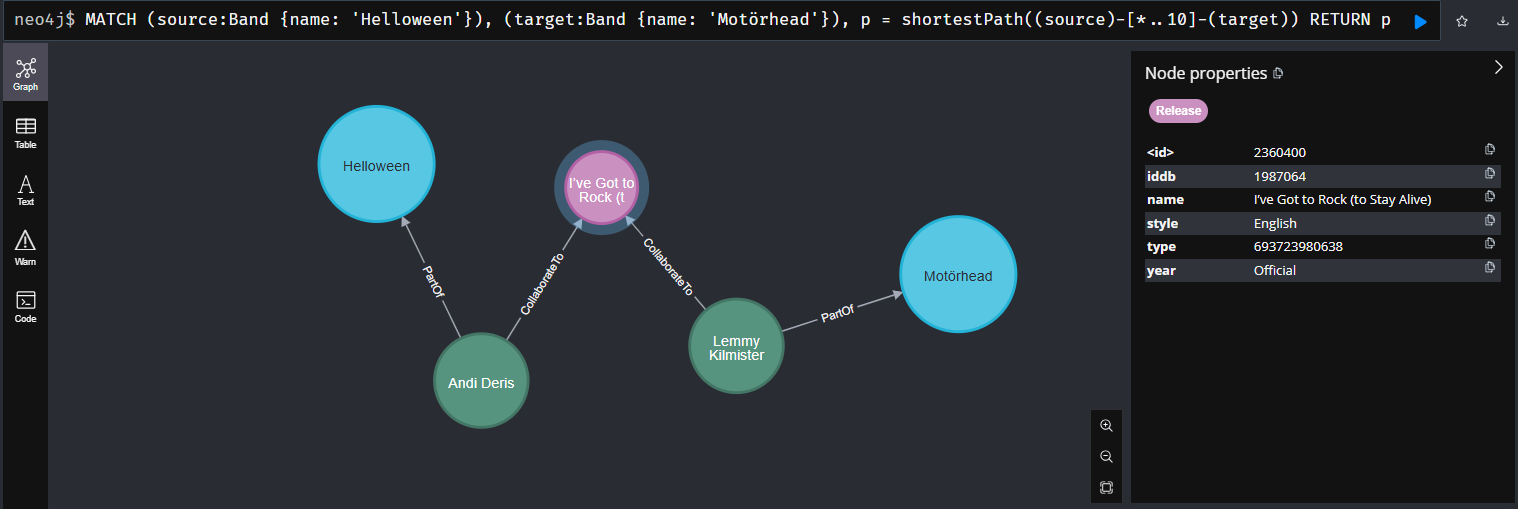 neo4j$ MATCH (source:Band {name: 'Helloween'}), (target:Band {name: 'Motörhead'}), p = shortestPath((source)-[*..10]-(target)) RETURN p
Graph
Table
Text
Warn
Code
Helloween
I've Got to
Rock (t
Motörhead
Andi Deris
Lemmy
Kilmister
PartOf
CollaborateTo
CollaborateTo
PartOf
Node properties
Release
<id> 2360400
iddb 1987064
name I've Got to Rock (to Stay Alive)
style English
type 693723980638
year Official